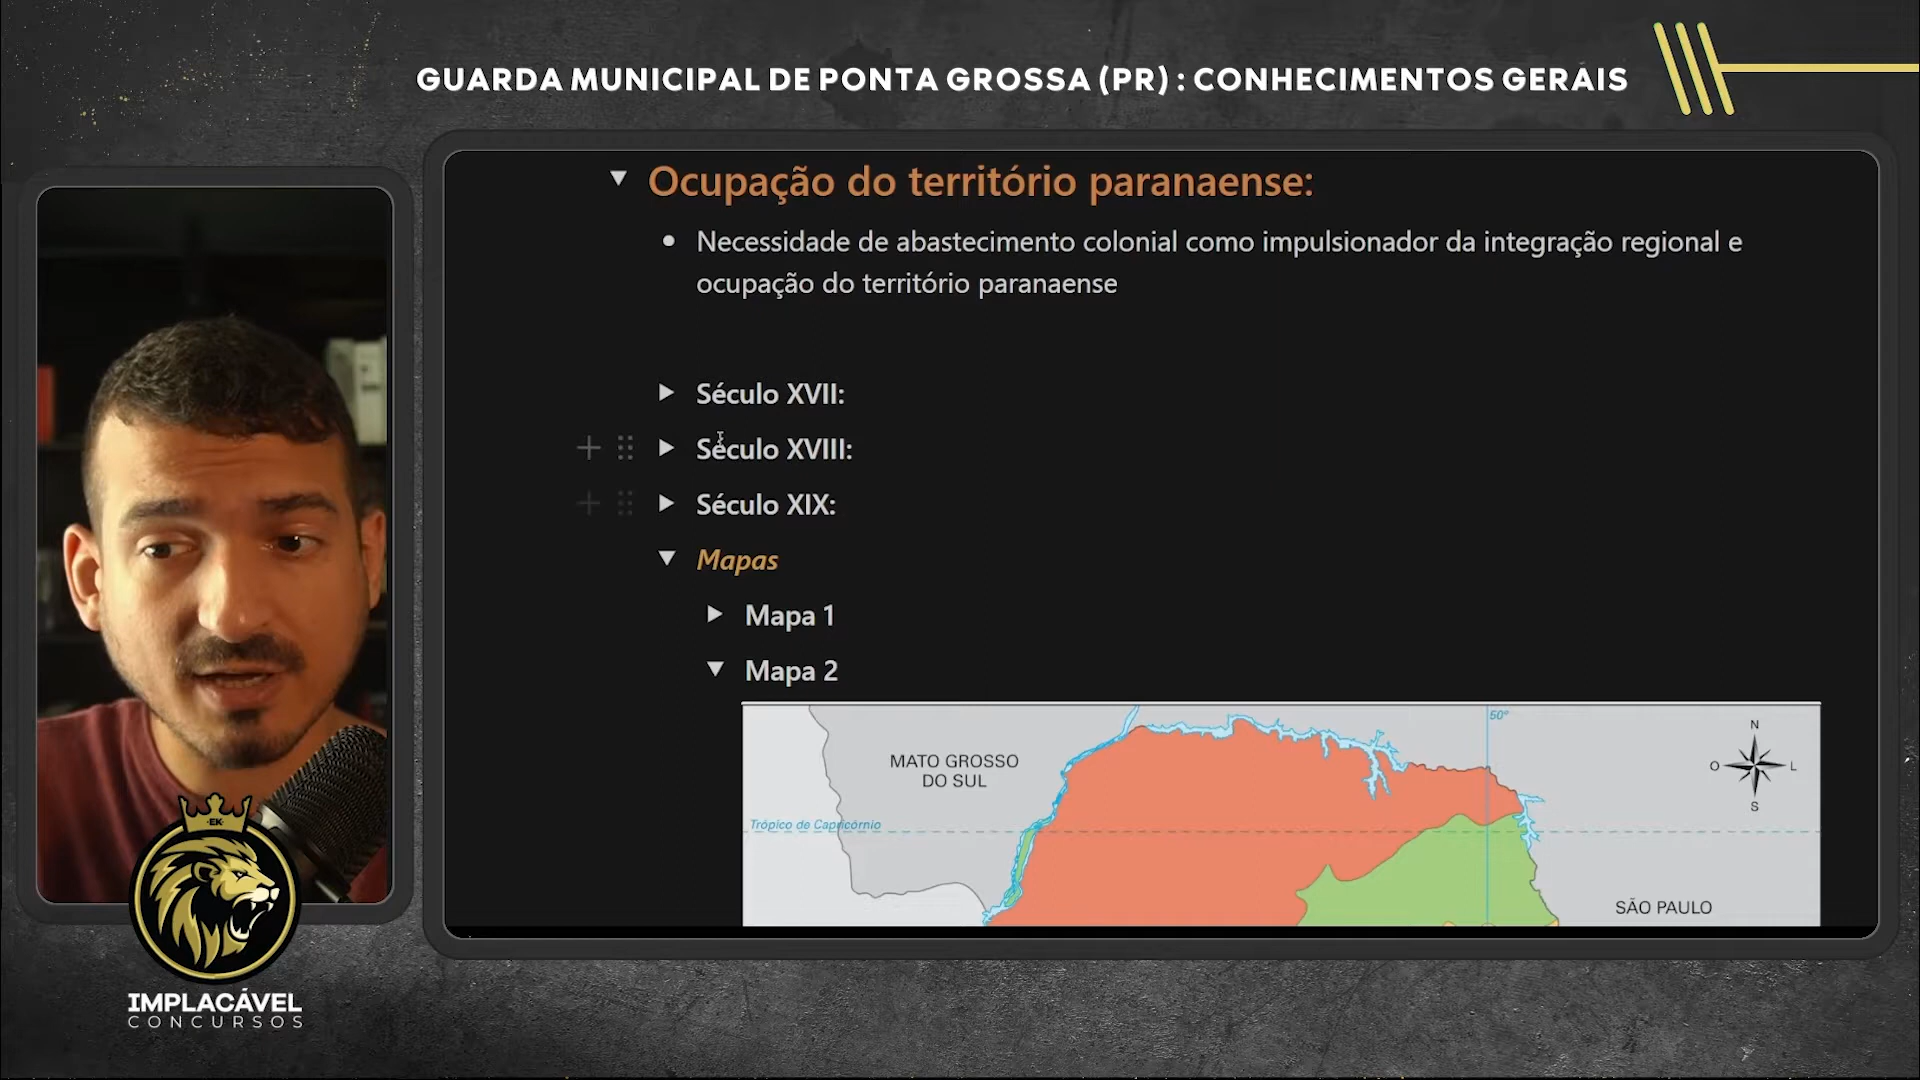 GUARDA MUNICIPAL DE PONTA GROSSA (PR) : CONHECIMENTOS GERAIS
Ocupação do território paranaense:
Necessidade de abastecimento colonial como impulsionador da integração regional e
ocupação do território paranaense
Século XVII:
Século XVIII:
Século XIX:
Mapas
Mapa 1
Mapa 2
50°
N
MATO GROSSO
DO SUL
O
L
S
Trópico de Capricórnio
SÃO PAULO
EK
IMPLACÁVEL
CONCURSOS